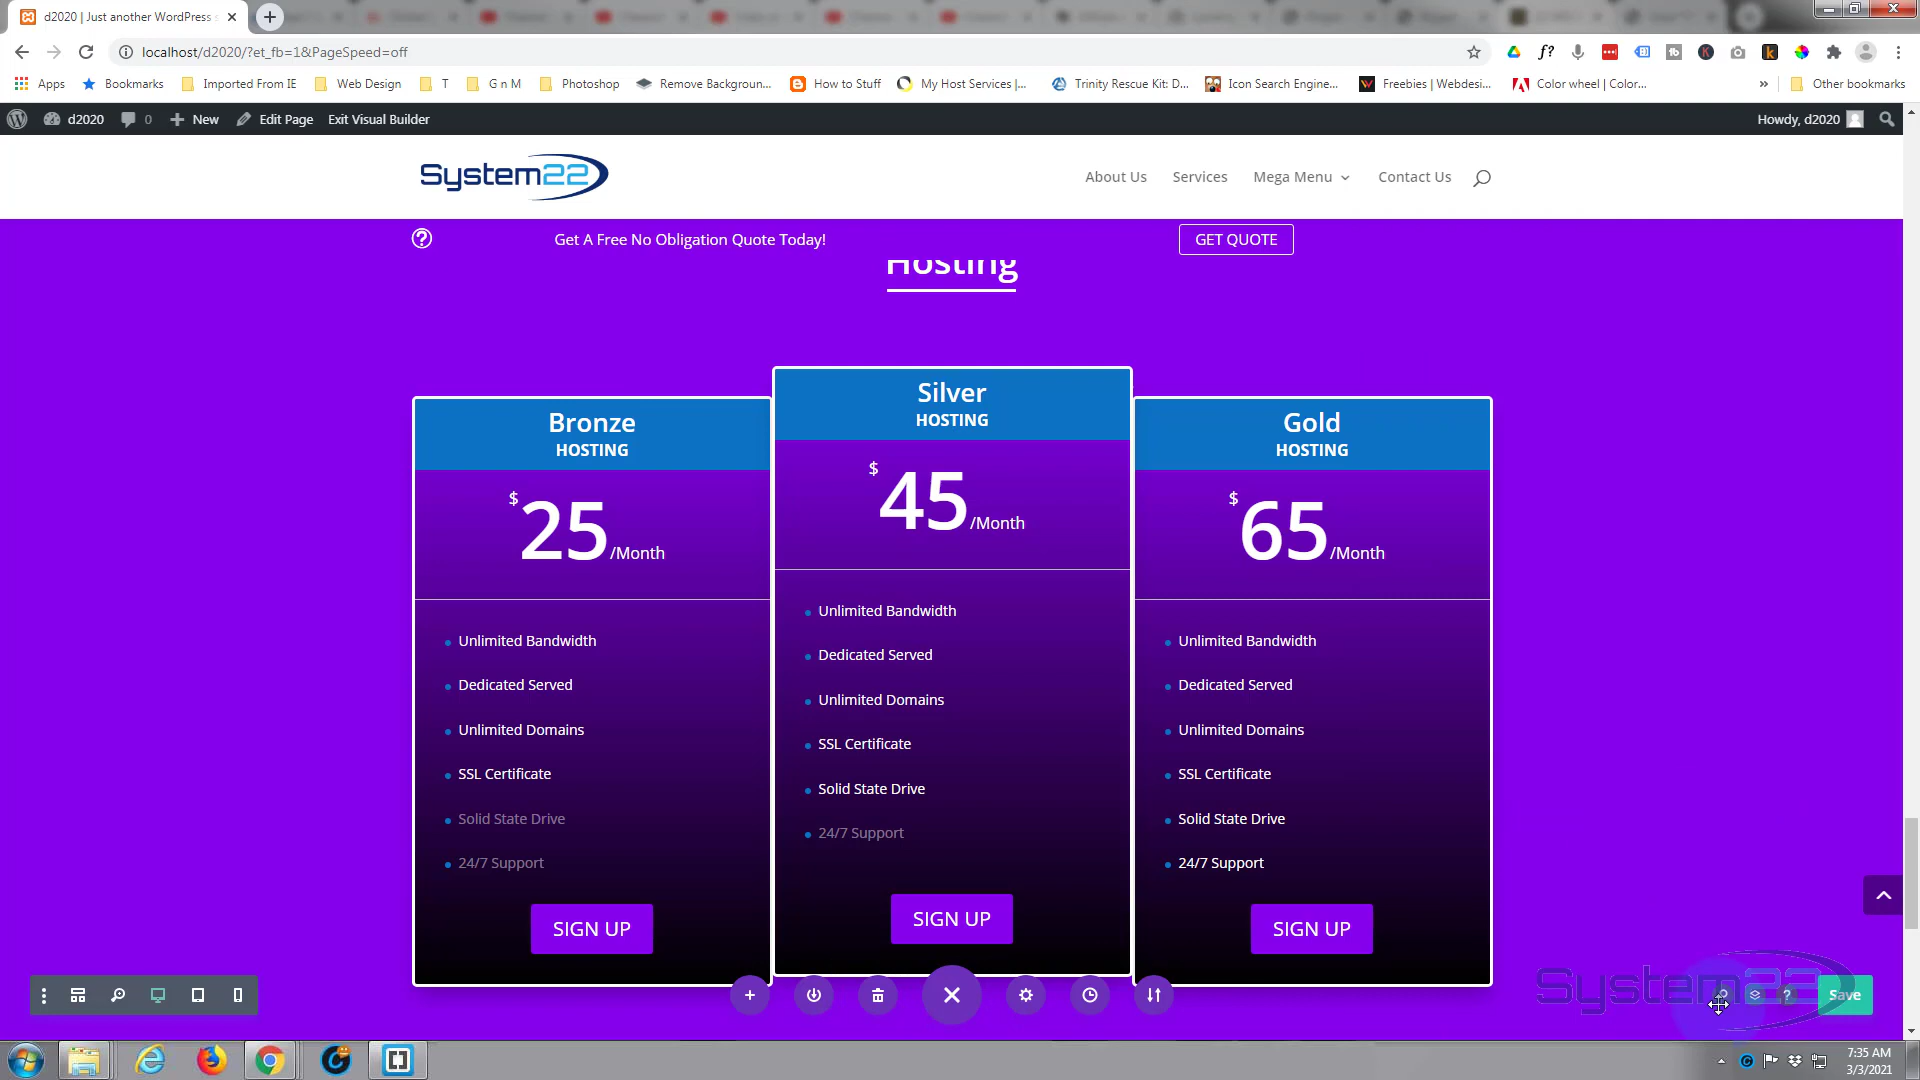 d2020 | Just another WordPress s
localhost/d2020/?et_fb=1&PageSpeed=off
Apps
Bookmarks
Imported From IE
Web Design
T
G n M
Photoshop
Remove Backgroun...
How to Stuff
My Host Services |...
Trinity Rescue Kit: D...
Icon Search Engine...
Freebies | Webdesi...
Color wheel | Color...
»
Other bookmarks
d2020
0
New
Edit Page
Exit Visual Builder
Howdy, d2020
System22
About Us
Services
Mega Menu
Contact Us
Get A Free No Obligation Quote Today!
GET QUOTE
Hosting
Bronze
HOSTING
$25/Month
Unlimited Bandwidth
Dedicated Served
Unlimited Domains
SSL Certificate
Solid State Drive
24/7 Support
SIGN UP
Silver
HOSTING
$45/Month
Unlimited Bandwidth
Dedicated Served
Unlimited Domains
SSL Certificate
Solid State Drive
24/7 Support
SIGN UP
Gold
HOSTING
$65/Month
Unlimited Bandwidth
Dedicated Served
Unlimited Domains
SSL Certificate
Solid State Drive
24/7 Support
SIGN UP
System22
Save
7:35 AM
3/3/2021